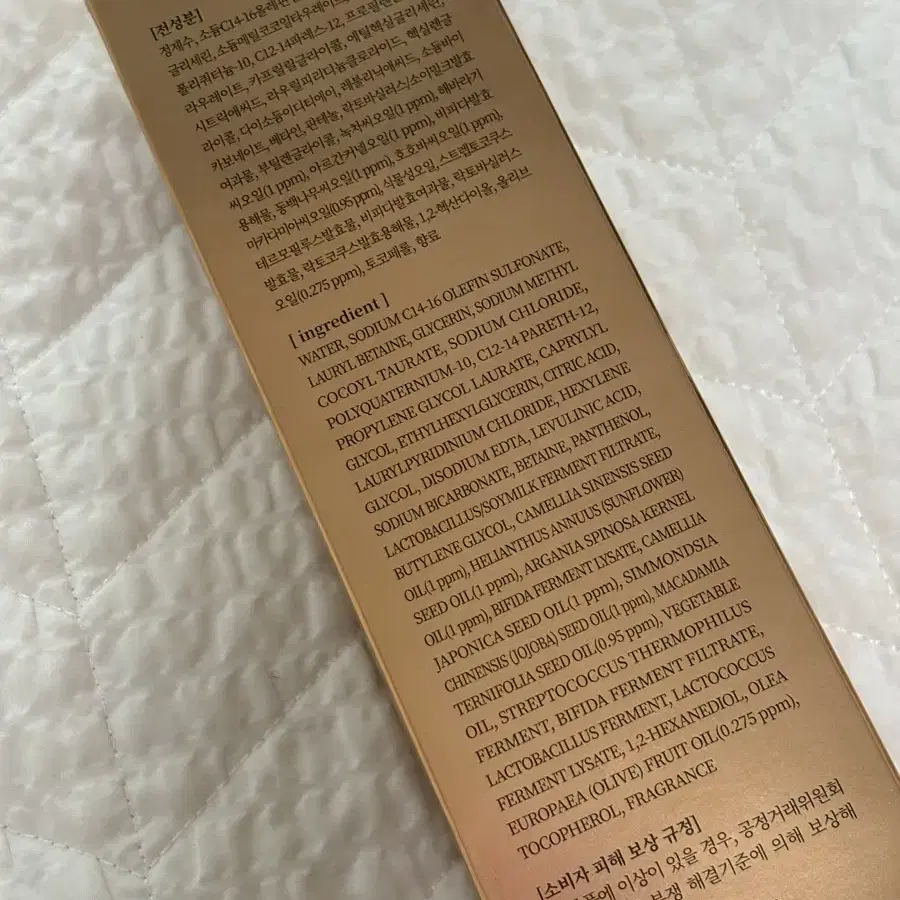 [전성분]
정제수, 소듐C14-16올레핀
글리세린, 소듐메틸코코일타우레이트,
폴리쿼터늄-10, C12-14파레스-12, 프로필렌
라우레이트, 카프릴릴글라이콜, 에틸헥실글리세린,
시트릭애씨드, 라우릴피리디늄클로라이드, 헥실렌글
라이콜, 다이소듐이디티에이, 레불리닉애씨드, 소듐바이
카보네이트, 베타인, 판테놀, 락토바실러스/소이밀크발효
여과물, 부틸렌글라이콜, 녹차씨오일(1 ppm), 해바라기
씨오일(1 ppm), 아르간커넬오일(1 ppm), 비피다발효
용해물, 동백나무씨오일(1 ppm), 호호바씨오일(1 ppm),
마카다미아씨오일(0.95 ppm), 식물성오일, 스트렙토코쿠스
테르모필루스발효물, 비피다발효여과물, 락토바실러스
발효물, 락토코쿠스발효용해물, 1,2-헥산다이올, 올리브
오일(0.275 ppm), 토코페롤, 향료
[ ingredient ]
WATER, SODIUM C14-16 OLEFIN SULFONATE,
LAURYL BETAINE, GLYCERIN, SODIUM METHYL
COCOYL TAURATE, SODIUM CHLORIDE,
POLYQUATERNIUM-10, C12-14 PARETH-12,
PROPYLENE GLYCOL LAURATE, CAPRYLYL
GLYCOL, ETHYLHEXYLGLYCERIN, CITRIC ACID,
LAURYLPYRIDINIUM CHLORIDE, HEXYLENE
GLYCOL, DISODIUM EDTA, LEVULINIC ACID,
SODIUM BICARBONATE, BETAINE, PANTHENOL,
LACTOBACILLUS/SOYMILK FERMENT FILTRATE,
BUTYLENE GLYCOL, CAMELLIA SINENSIS SEED
OIL(1 ppm), HELIANTHUS ANNUUS (SUNFLOWER)
SEED OIL(1 ppm), ARGANIA SPINOSA KERNEL
OIL(1 ppm), BIFIDA FERMENT LYSATE, CAMELLIA
JAPONICA SEED OIL(1 ppm), SIMMONDSIA
CHINENSIS (JOJOBA) SEED OIL(1 ppm), MACADAMIA
TERNIFOLIA SEED OIL(0.95 ppm), VEGETABLE
OIL, STREPTOCOCCUS THERMOPHILUS
FERMENT, BIFIDA FERMENT FILTRATE,
LACTOBACILLUS FERMENT, LACTOCOCCUS
FERMENT LYSATE, 1,2-HEXANEDIOL, OLEA
EUROPAEA (OLIVE) FRUIT OIL(0.275 ppm),
TOCOPHEROL, FRAGRANCE
[소비자 피해 보상 규정]
이상이 있을 경우, 공정거래위원회
분쟁 해결기준에 의해 보상해